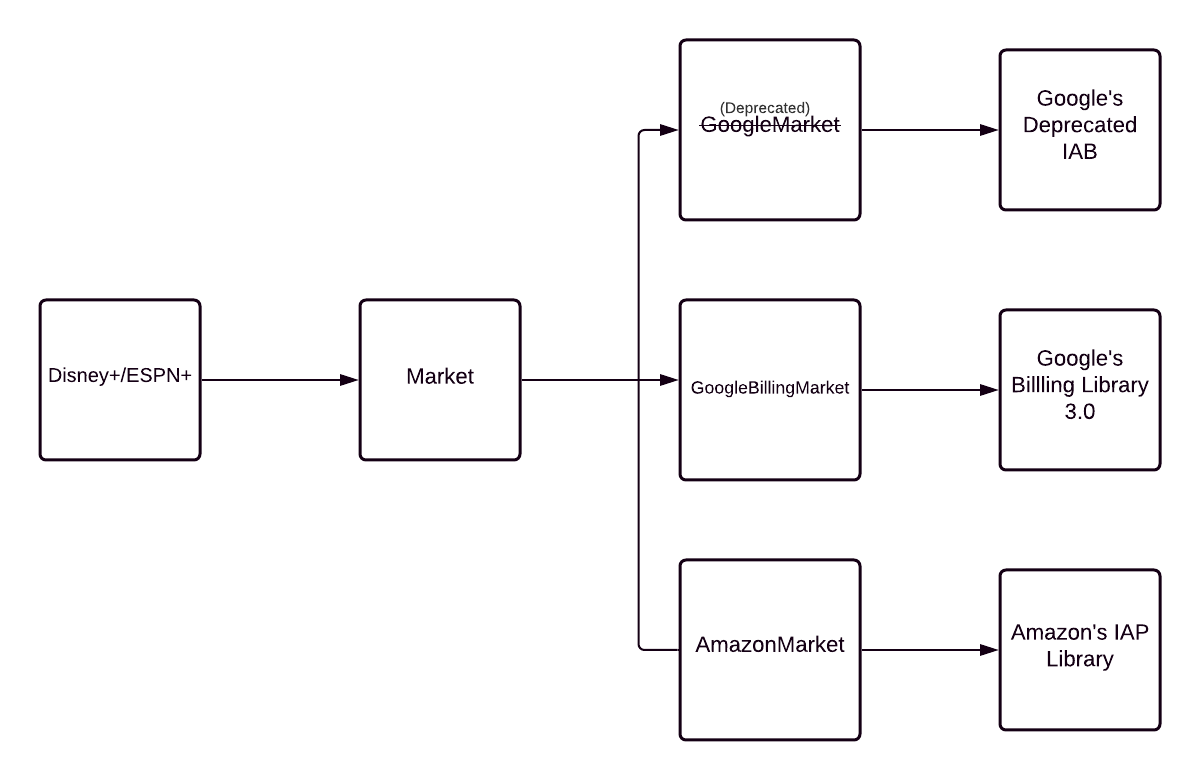 (Deprecated)
GoogleMarket
Google's
Deprecated
IAB
Disney+/ESPN+
Market
GoogleBillingMarket
Google's
Billling Library
3.0
AmazonMarket
Amazon's IAP
Library